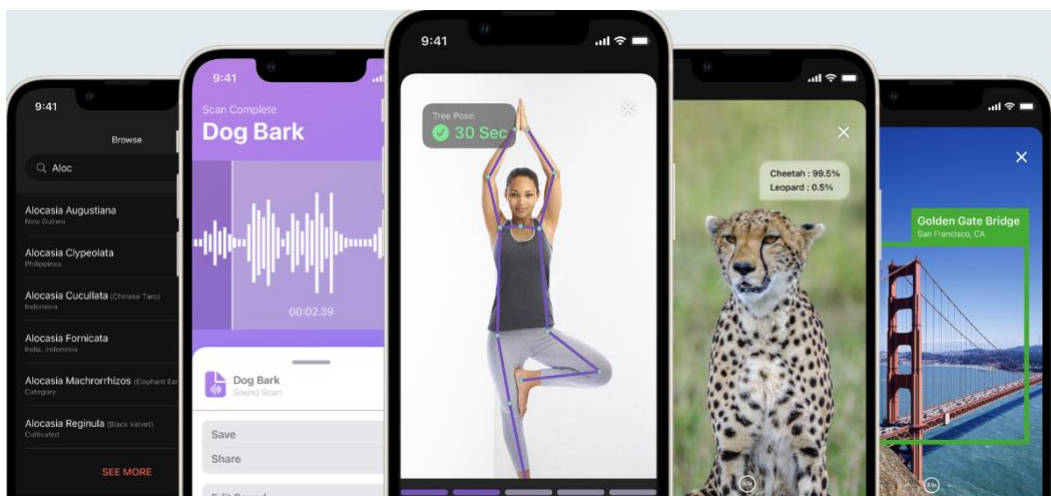 9:41
Browse
Aloc
Alocasia Augustiana
New Guinea
Alocasia Clypeolata
Philippines
Alocasia Cucullata (Chinese Taro)
Indonesia
Alocasia Fornicata
India, Indonesia
Alocasia Machrorrhizos (Elephant Ear
Category
Alocasia Reginula (Black Velvet)
Cultivated
SEE MORE
9:41
Scan Complete
Dog Bark
00:02.39
Dog Bark
Sound Scan
Save
Share
Edit Sound
9:41
Tree Pose:
30 Sec
Cheetah : 99.5%
Leopard : 0.5%
Golden Gate Bridge
San Francisco, CA